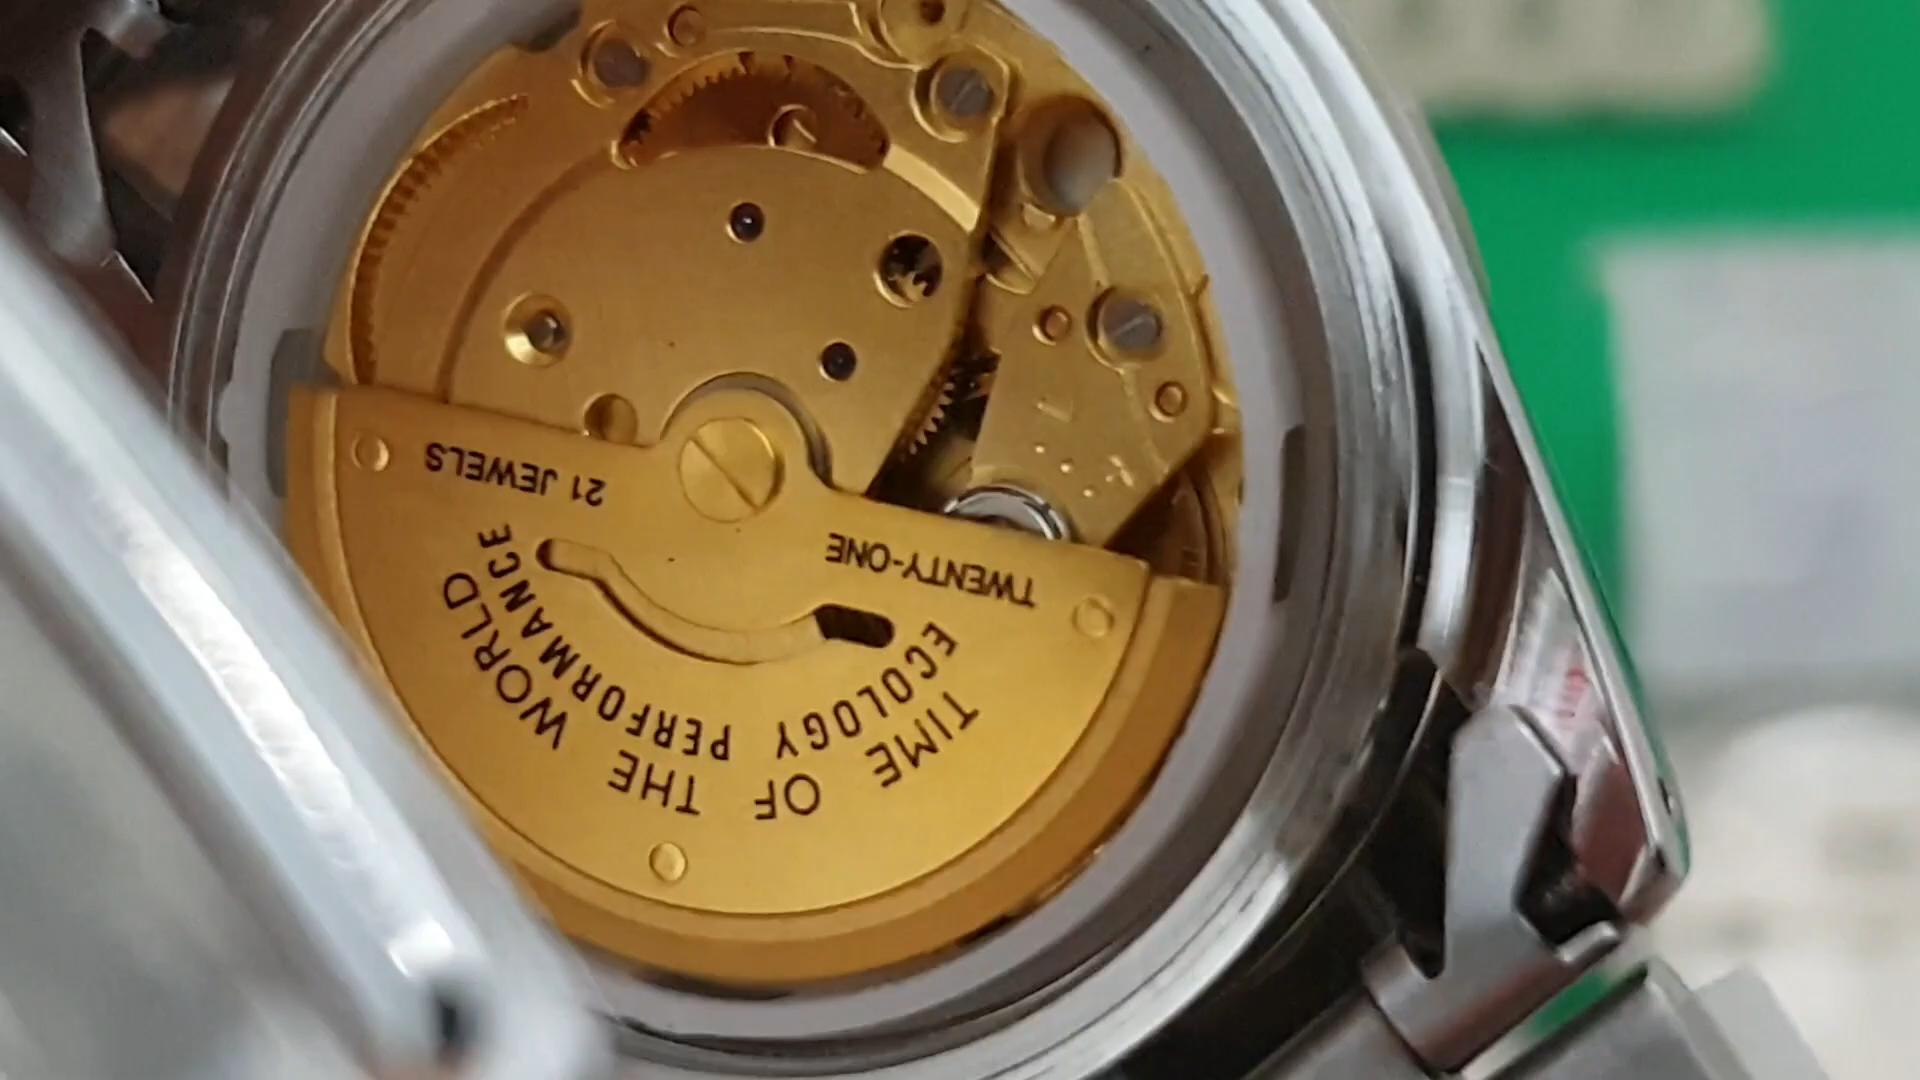 TWENTY-ONE
21 JEWELS
ECOLOGY PERFORMANCE
TIME OF THE WORLD